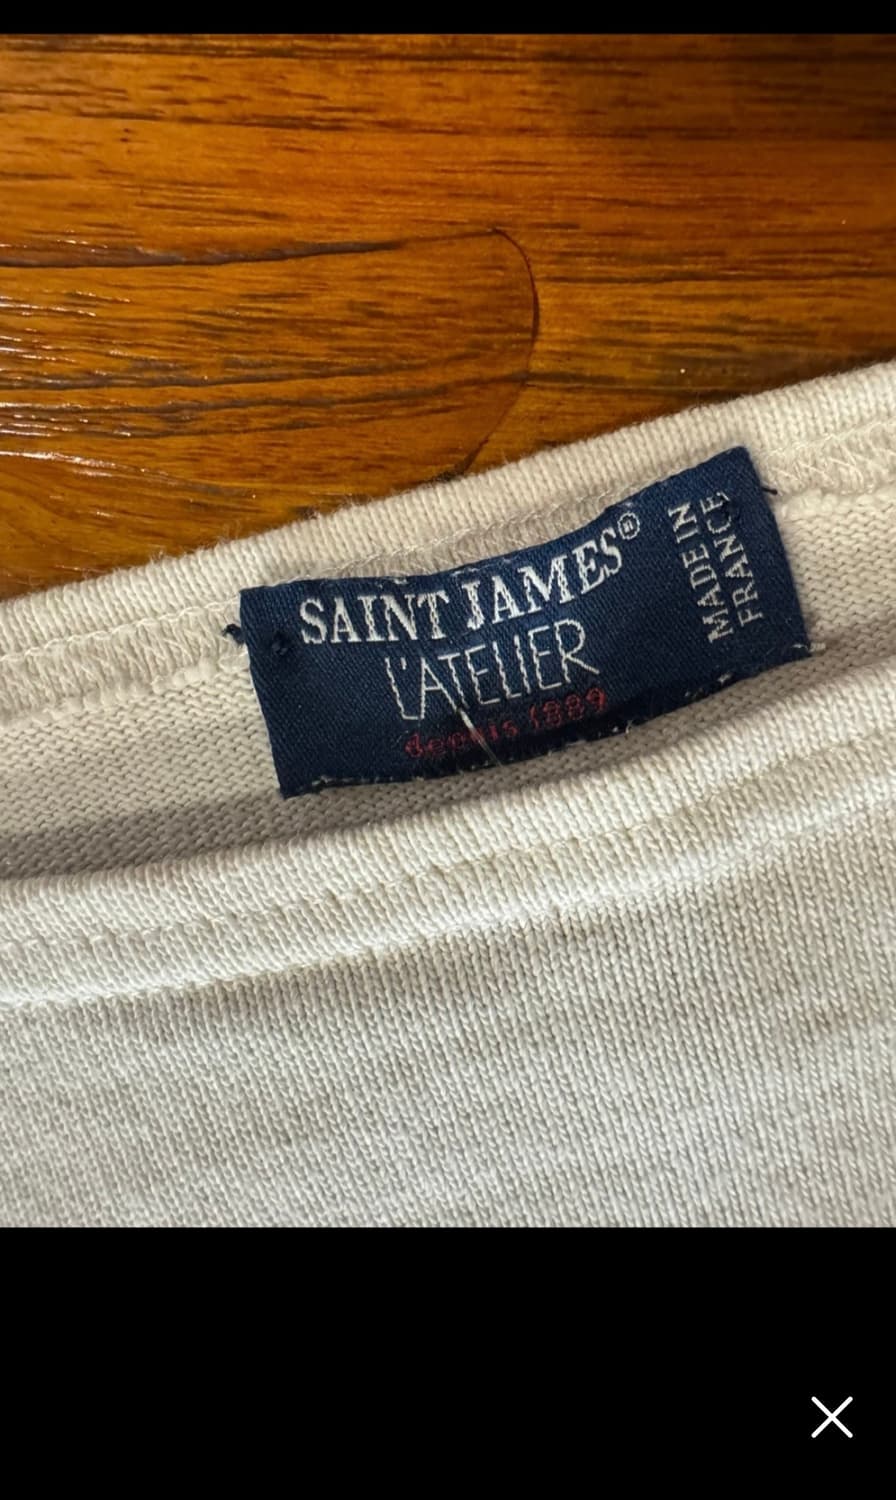 SAINT JAMES®
L'ATELIER
depuis 1889
MADE IN
FRANCE